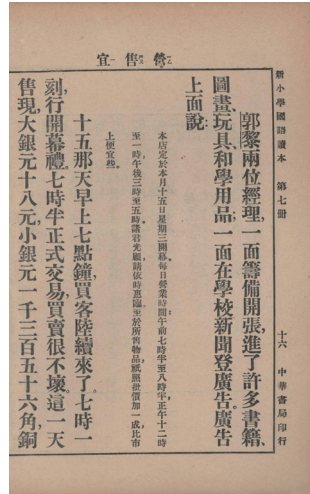 新小學國語讀本 第七冊 十六 中華書局印行
營 售 宜
郭黎兩位經理,一面籌備開張,進了許多書籍、
圖畫、玩具和學用品,一面在學校新聞登廣告。廣告
上面說:
本店定於本月十五日星期三開幕每日營業時間午前七時半至八時半正午十二時
至一時午後三時至五時諸君光顧請依時惠臨至於所售物品祇照批價加一成比市
上便宜些。
十五那天早上七點鐘,買客陸續來了。七時一
刻,行開幕禮;七時半,正式交易。買賣很不壞。這一天
售現大銀元十八元,小銀元一千三百五十六角,銅